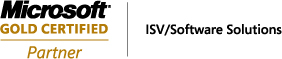 Microsoft
GOLD CERTIFIED
Partner
ISV/Software Solutions